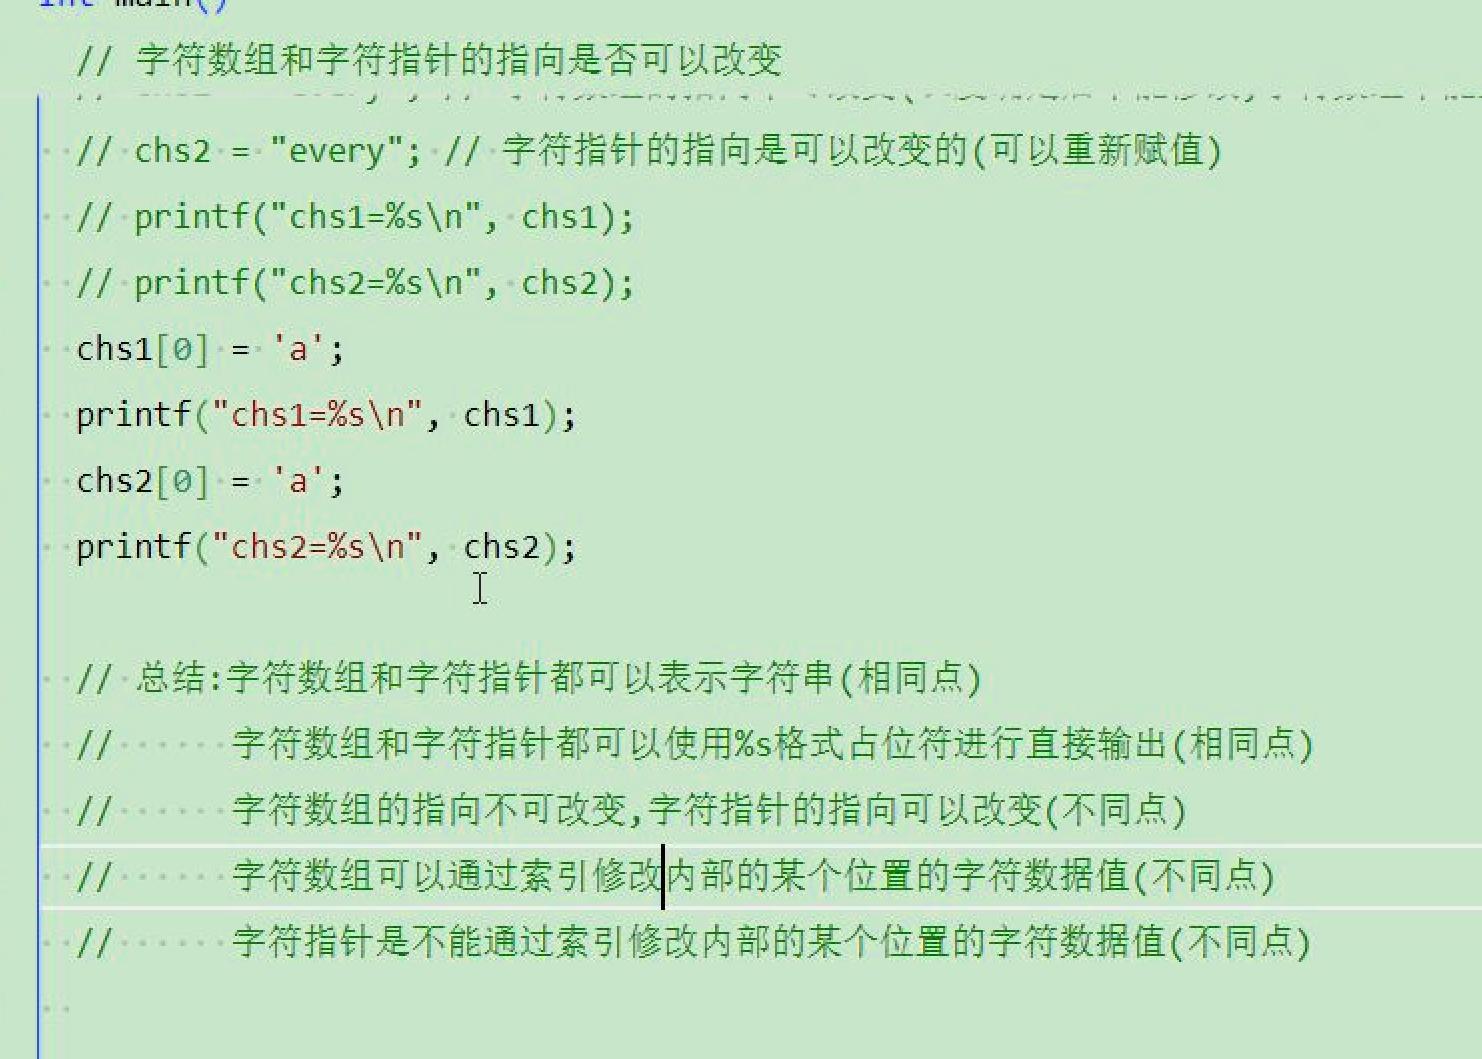 int main()
// 字符数组和字符指针的指向是否可以改变
// chs2 = "every"; // 字符指针的指向是可以改变的(可以重新赋值)
// printf("chs1=%s\n", chs1);
// printf("chs2=%s\n", chs2);
chs1[0] = 'a';
printf("chs1=%s\n", chs1);
chs2[0] = 'a';
printf("chs2=%s\n", chs2);
// 总结:字符数组和字符指针都可以表示字符串(相同点)
// 字符数组和字符指针都可以使用%s格式占位符进行直接输出(相同点)
// 字符数组的指向不可改变,字符指针的指向可以改变(不同点)
// 字符数组可以通过索引修改内部的某个位置的字符数据值(不同点)
// 字符指针是不能通过索引修改内部的某个位置的字符数据值(不同点)